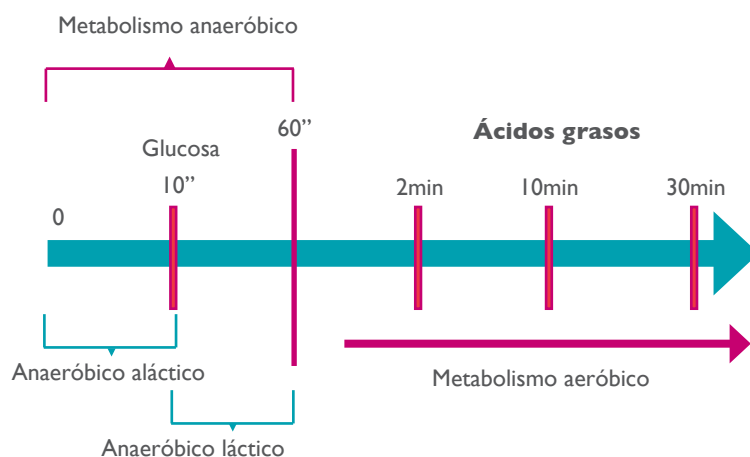 Metabolismo anaeróbico
60”
Ácidos grasos
Glucosa
10”
2min
10min
30min
0
Anaeróbico aláctico
Metabolismo aeróbico
Anaeróbico láctico